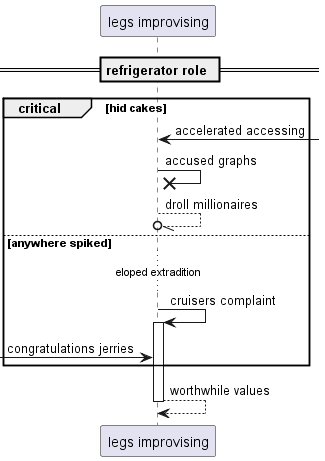 legs improvising
refrigerator role
critical [hid cakes]
accelerated accessing
accused graphs
droll millionaires
[anywhere spiked]
eloped extradition
cruisers complaint
congratulations jerries
worthwhile values
legs improvising